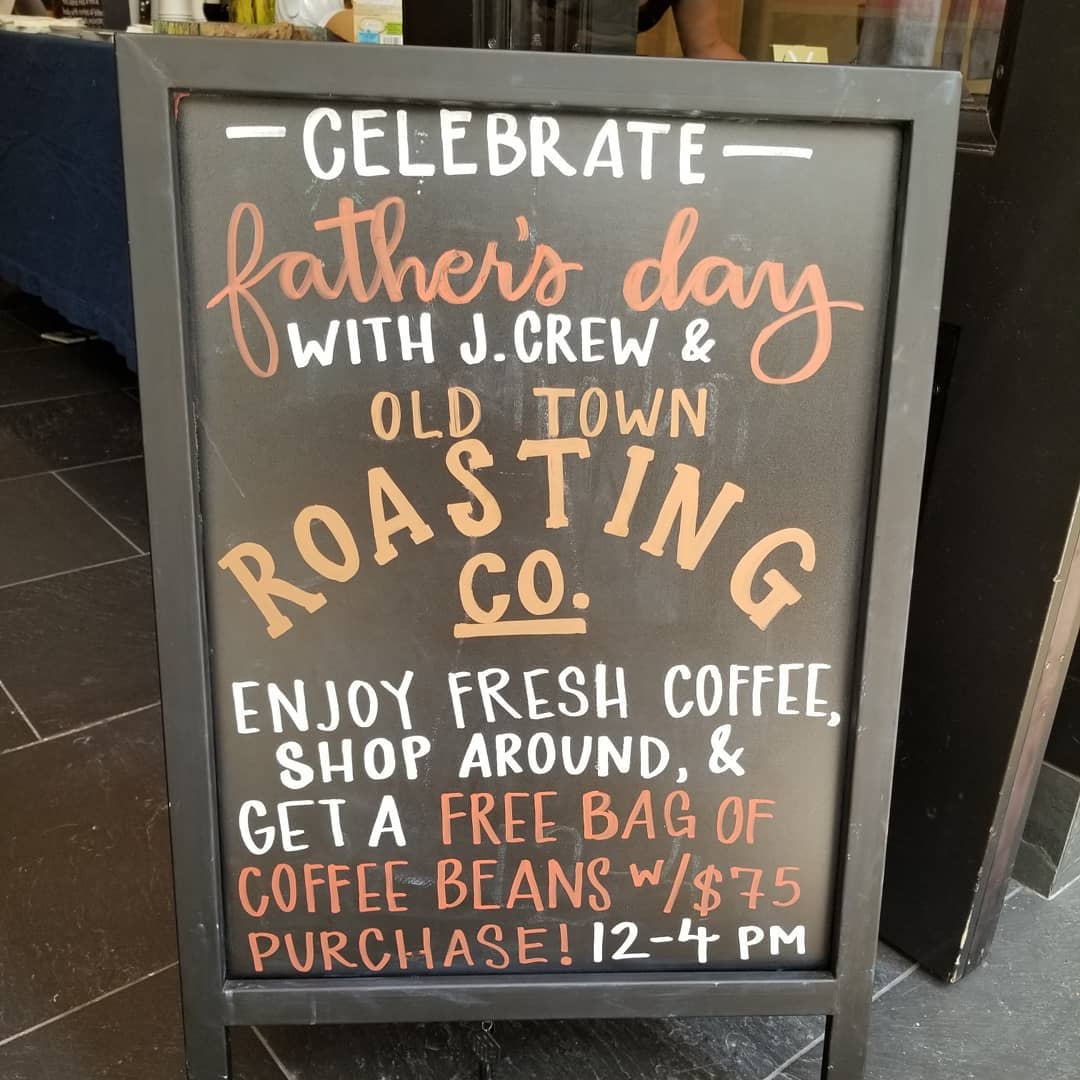 — CELEBRATE —
father's day
WITH J.CREW &
OLD TOWN
ROASTING
CO.
ENJOY FRESH COFFEE,
SHOP AROUND, &
GET A FREE BAG OF
COFFEE BEANS W/$75
PURCHASE! 12-4 PM